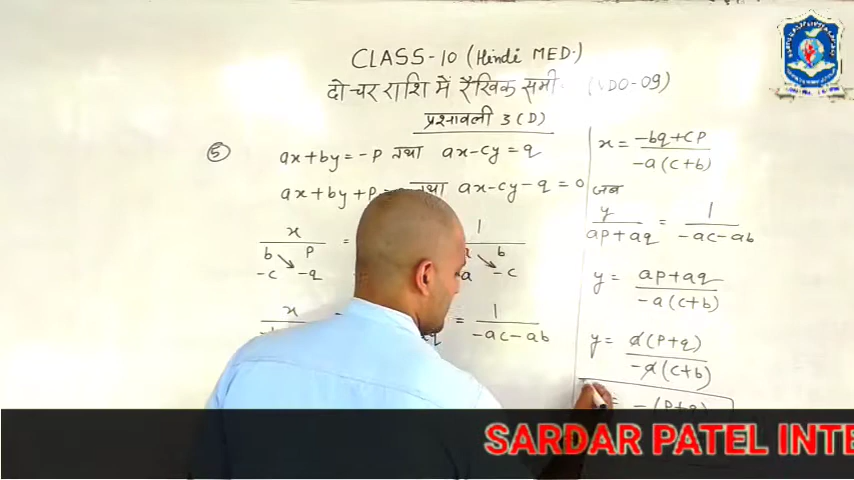 CLASS-10 (Hindi MED.)
दो चर राशि में रैखिक समी
VDO-09)
प्रश्नावली 3 (D)
⑤ ax+by=-P तथा ax-cy=q
ax+by+P= तथा ax-cy-q=0
x =
b P
-c -q
1
b
a -c
x
= 1
-ac-ab
x = -bq+cP
-a(c+b)
जब
y = 1
aP+aq -ac-ab
y = aP+aq
-a(c+b)
y = a(P+q)
-a(c+b)
= -(P+q)
SARDAR PATEL INTE